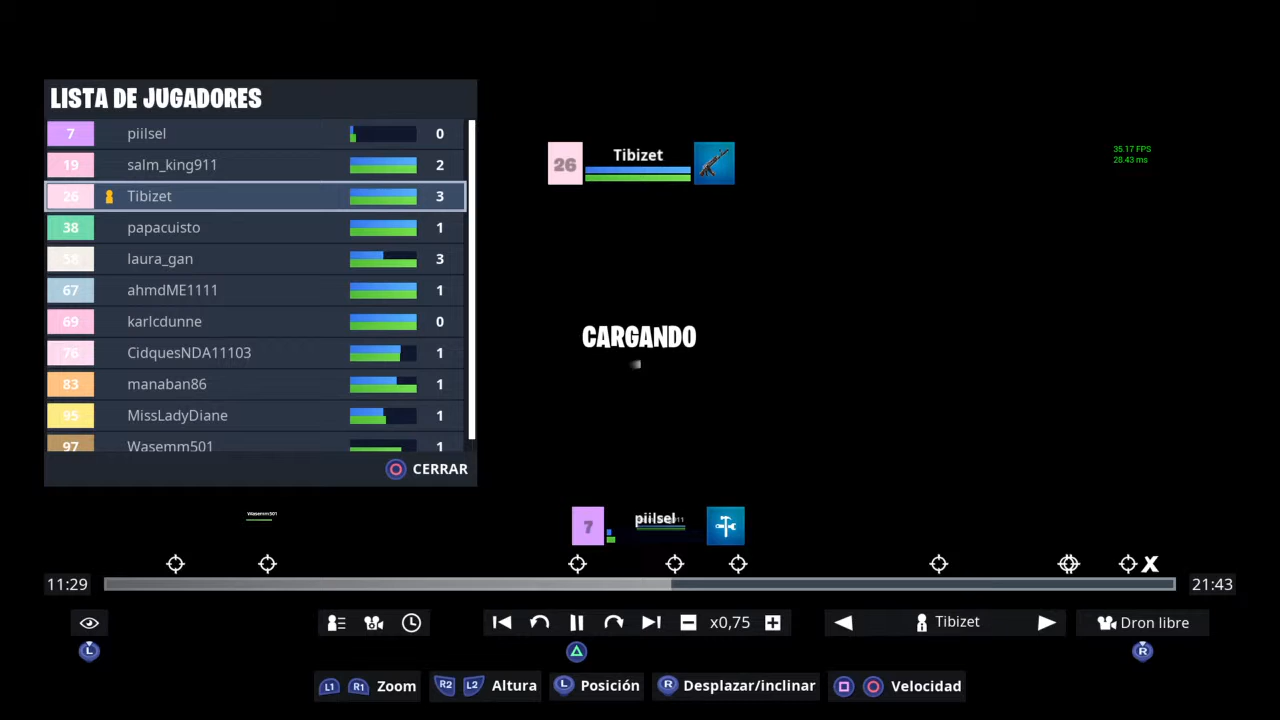 LISTA DE JUGADORES
7 piilsel 0
19 salm_king911 2
26 Tibizet 3
38 papacuisto 1
58 laura_gan 3
67 ahmdME1111 1
69 karlcdunne 0
76 CidquesNDA11103 1
83 manaban86 1
95 MissLadyDiane 1
97 Wasemm501 1
CERRAR
26 Tibizet
35.17 FPS
28.43 ms
CARGANDO
Wasemm501
7 piilsel
11:29 X 21:43
x0,75 Tibizet Dron libre
L R
L1 R1 Zoom R2 L2 Altura L Posición R Desplazar/inclinar Velocidad